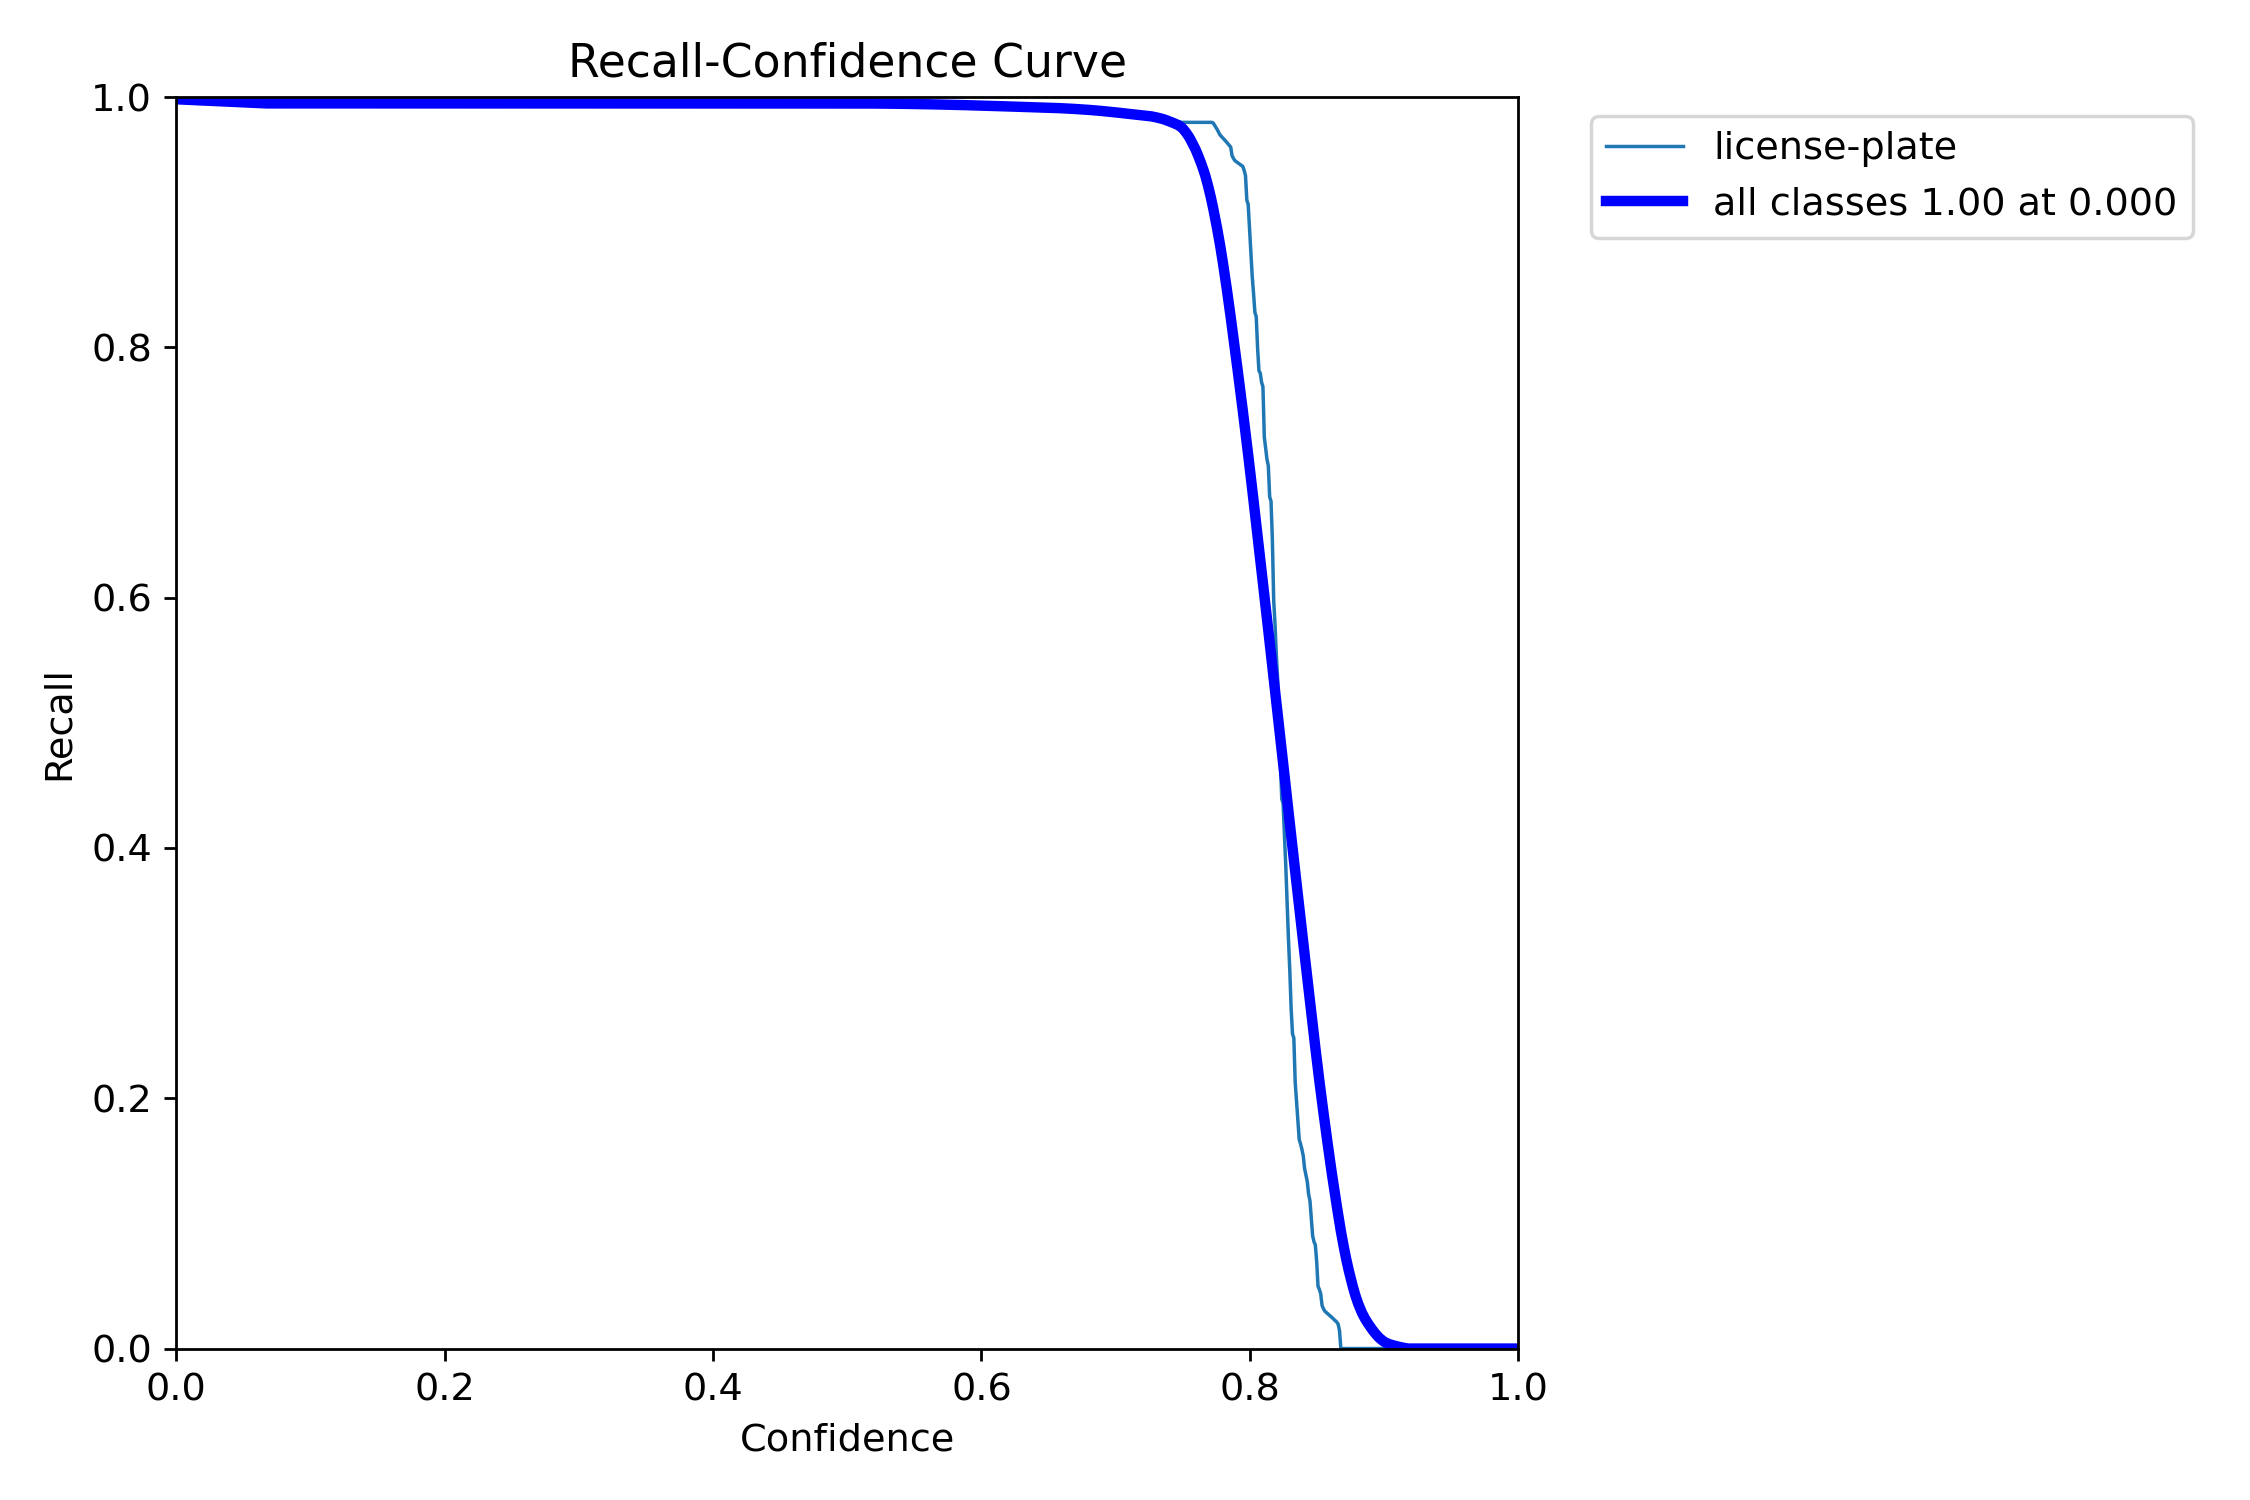 Recall-Confidence Curve
1.0
0.8
0.6
0.4
0.2
0.0
Recall
0.0 0.2 0.4 0.6 0.8 1.0
Confidence
license-plate
all classes 1.00 at 0.000